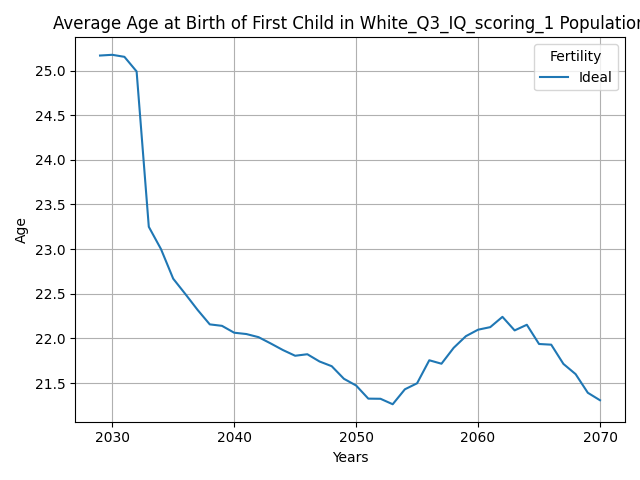 Average Age at Birth of First Child in White_Q3_IQ_scoring_1 Population
Fertility
Ideal
25.0
24.5
24.0
23.5
23.0
22.5
22.0
21.5
Age
2030 2040 2050 2060 2070
Years